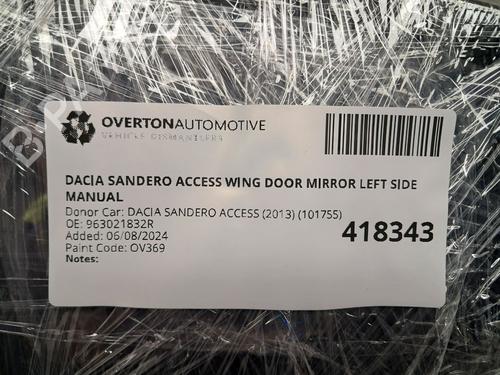 OVERTONAUTOMOTIVE
VEHICLE DISMANTLERS
DACIA SANDERO ACCESS WING DOOR MIRROR LEFT SIDE
MANUAL
Donor Car: DACIA SANDERO ACCESS (2013) (101755)
OE: 963021832R
Added: 06/08/2024
Paint Code: OV369
Notes:
418343